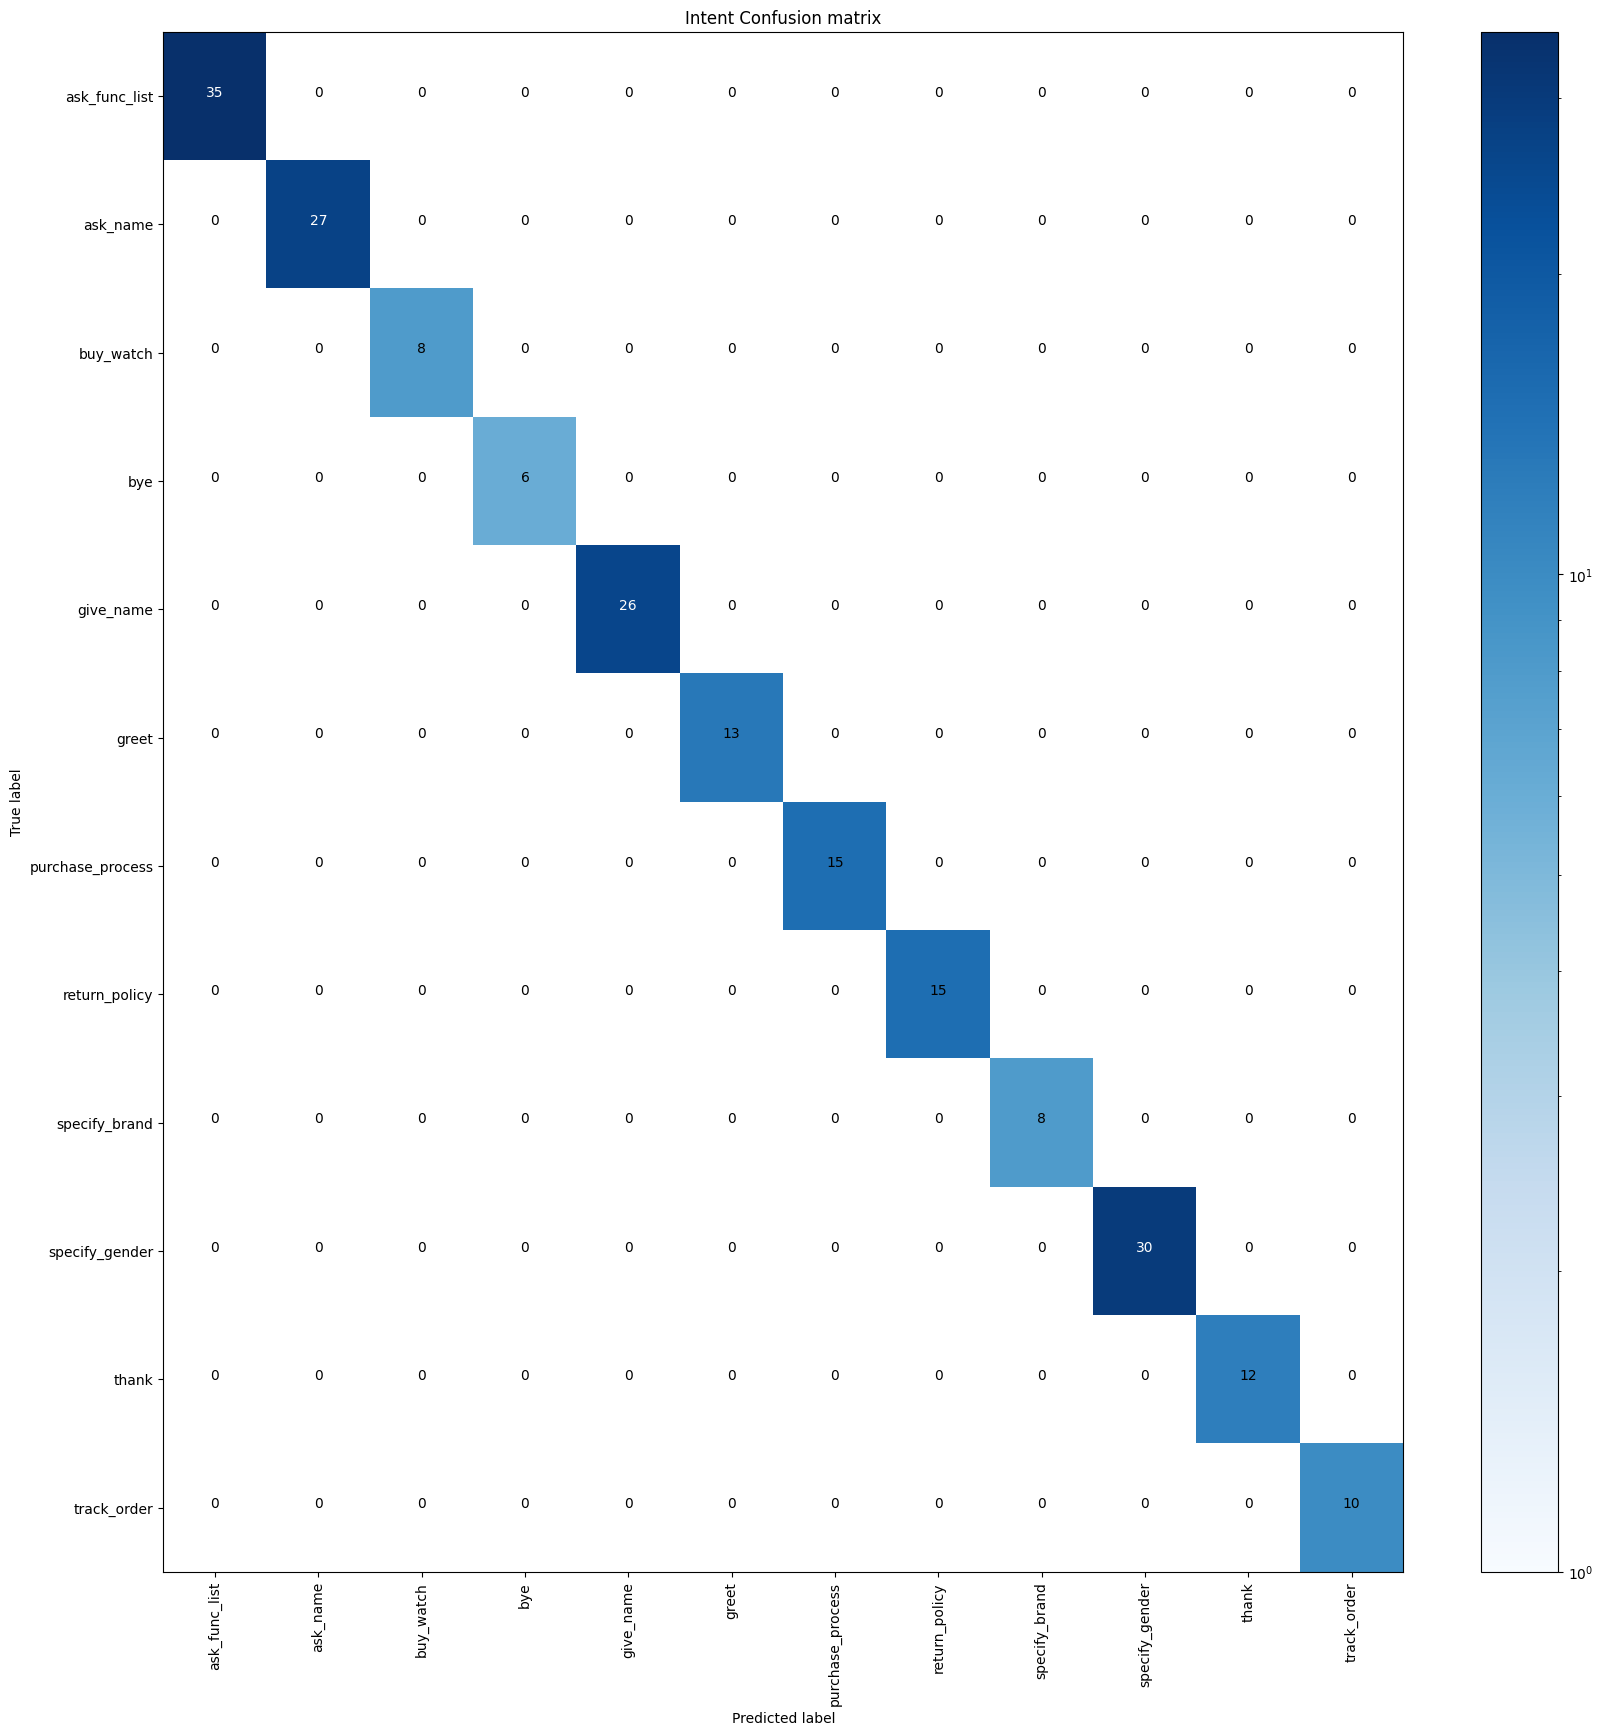 Intent Confusion matrix
ask_func_list 35 0 0 0 0 0 0 0 0 0 0 0
ask_name 0 27 0 0 0 0 0 0 0 0 0 0
buy_watch 0 0 8 0 0 0 0 0 0 0 0 0
bye 0 0 0 6 0 0 0 0 0 0 0 0
give_name 0 0 0 0 26 0 0 0 0 0 0 0
greet 0 0 0 0 0 13 0 0 0 0 0 0
purchase_process 0 0 0 0 0 0 15 0 0 0 0 0
return_policy 0 0 0 0 0 0 0 15 0 0 0 0
specify_brand 0 0 0 0 0 0 0 0 8 0 0 0
specify_gender 0 0 0 0 0 0 0 0 0 30 0 0
thank 0 0 0 0 0 0 0 0 0 0 12 0
track_order 0 0 0 0 0 0 0 0 0 0 0 10
True label
ask_func_list
ask_name
buy_watch
bye
give_name
greet
purchase_process
return_policy
specify_brand
specify_gender
thank
track_order
Predicted label
10¹
10⁰